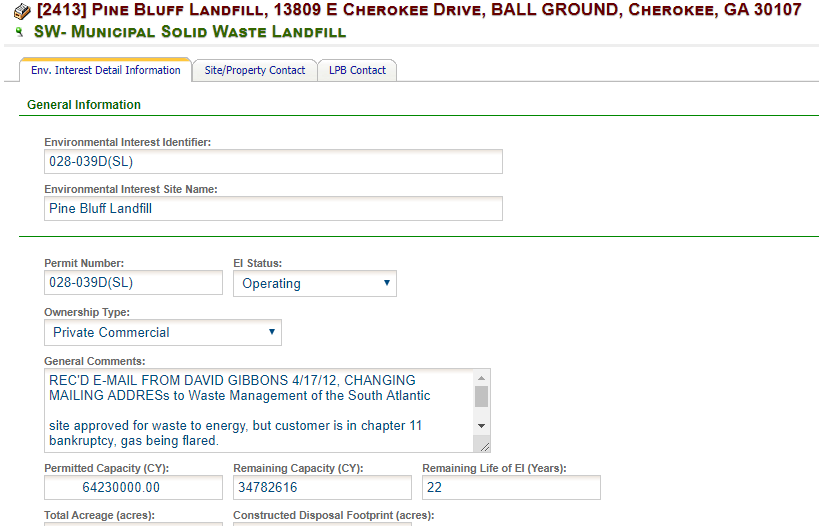 [2413] Pine Bluff Landfill, 13809 E Cherokee Drive, BALL GROUND, Cherokee, GA 30107
SW- Municipal Solid Waste Landfill
Env. Interest Detail Information Site/Property Contact LPB Contact
General Information
Environmental Interest Identifier:
028-039D(SL)
Environmental Interest Site Name:
Pine Bluff Landfill
Permit Number: EI Status:
028-039D(SL) Operating
Ownership Type:
Private Commercial
General Comments:
REC'D E-MAIL FROM DAVID GIBBONS 4/17/12, CHANGING
MAILING ADDRESs to Waste Management of the South Atlantic
site approved for waste to energy, but customer is in chapter 11
bankruptcy, gas being flared.
Permitted Capacity (CY): Remaining Capacity (CY): Remaining Life of EI (Years):
64230000.00 34782616 22
Total Acreage (acres): Constructed Disposal Footprint (acres):